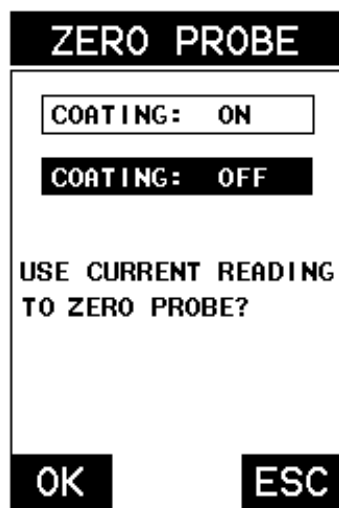 ZERO PROBE
COATING: ON
COATING: OFF
USE CURRENT READING
TO ZERO PROBE?
OK ESC